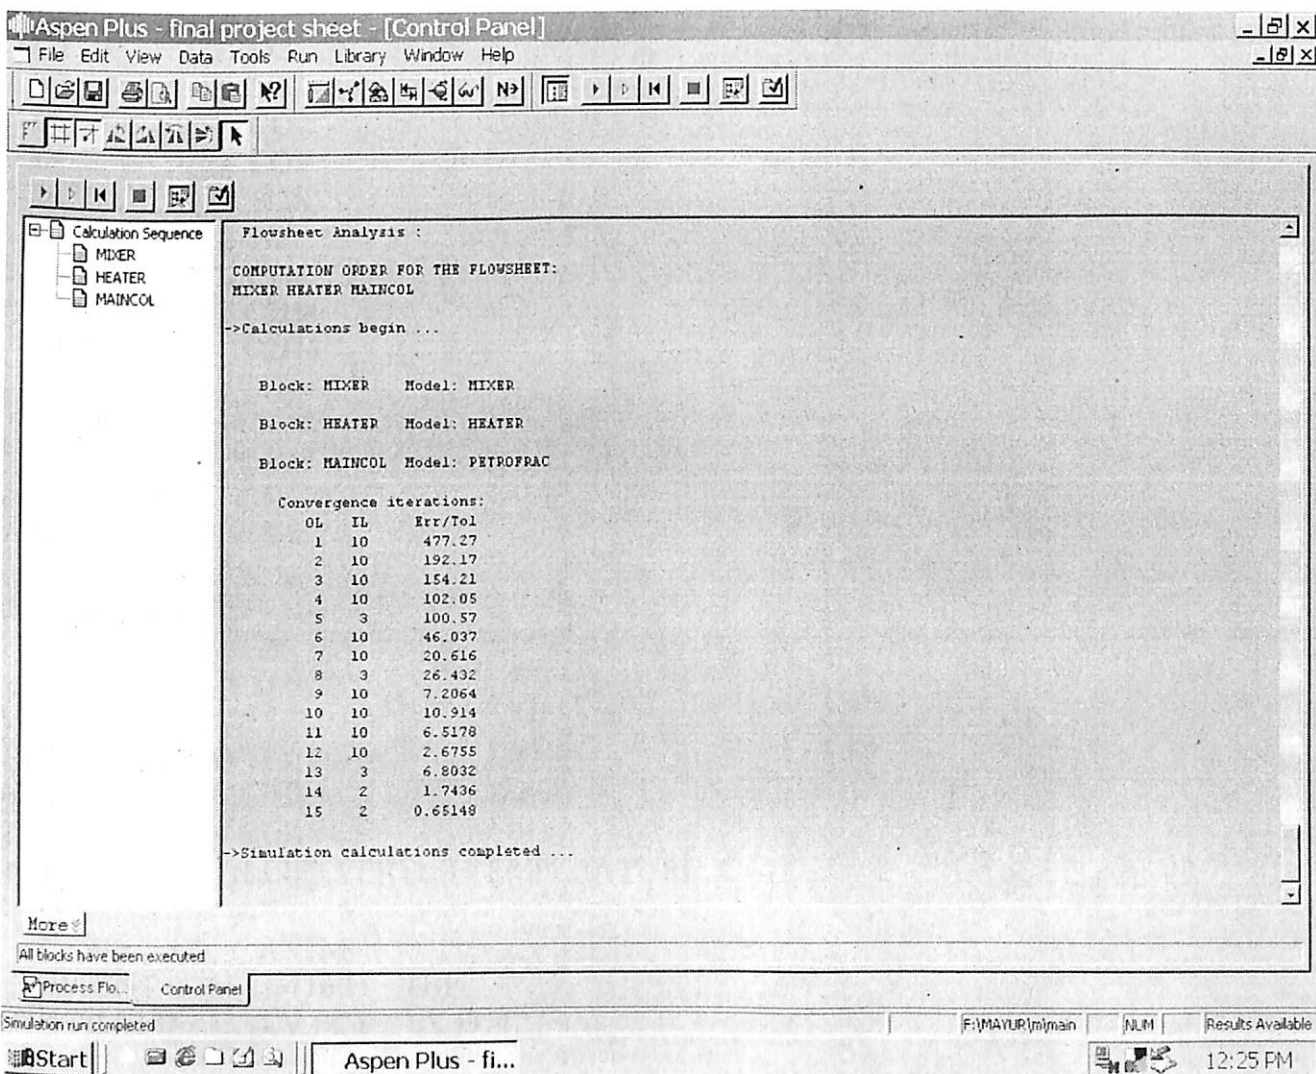 Aspen Plus - final project sheet - [Control Panel]
File Edit View Data Tools Run Library Window Help
N
Calculation Sequence
MIXER
HEATER
MAINCOL
Flowsheet Analysis :
COMPUTATION ORDER FOR THE FLOWSHEET:
MIXER HEATER MAINCOL
->Calculations begin ...
Block: MIXER Model: MIXER
Block: HEATER Model: HEATER
Block: MAINCOL Model: PETROFRAC
Convergence iterations:
OL IL Err/Tol
1 10 477.27
2 10 192.17
3 10 154.21
4 10 102.05
5 3 100.57
6 10 46.037
7 10 20.616
8 3 26.432
9 10 7.2064
10 10 10.914
11 10 6.5178
12 10 2.6755
13 3 6.8032
14 2 1.7436
15 2 0.65148
->Simulation calculations completed ...
More
All blocks have been executed
Process Flo... Control Panel
Simulation run completed F:\MAYUR\m\main NUM Results Available
Start Aspen Plus - fi... 12:25 PM